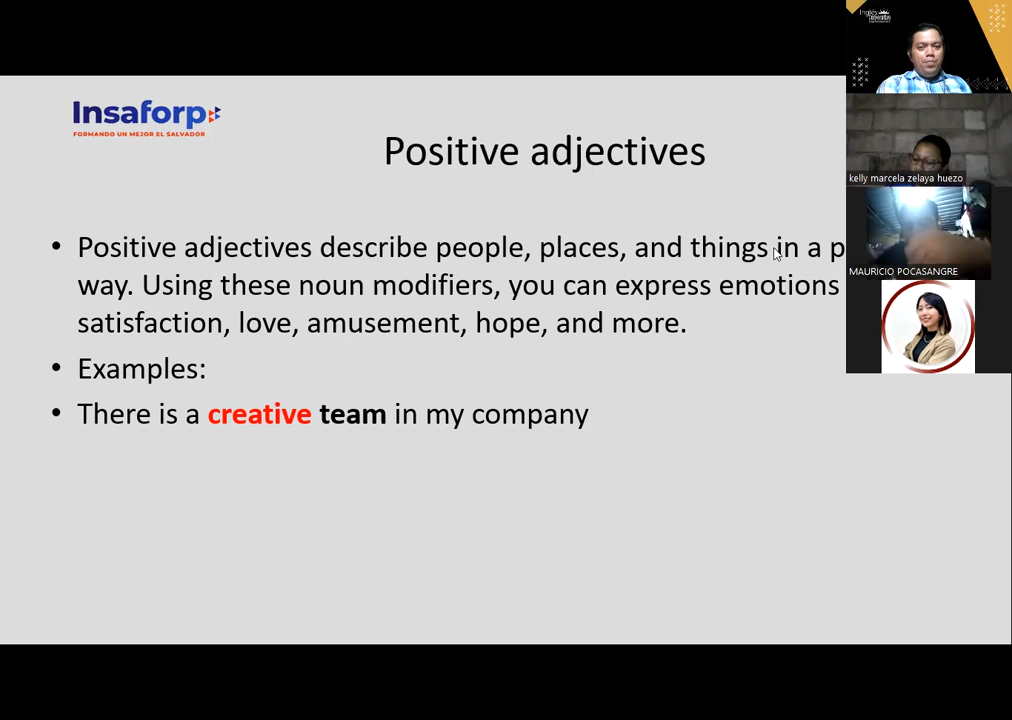 Insaforp
FORMANDO UN MEJOR EL SALVADOR
Positive adjectives
• Positive adjectives describe people, places, and things in a p
way. Using these noun modifiers, you can express emotions
satisfaction, love, amusement, hope, and more.
• Examples:
• There is a creative team in my company
Inglés
kelly marcela zelaya huezo
MAURICIO POCASANGRE